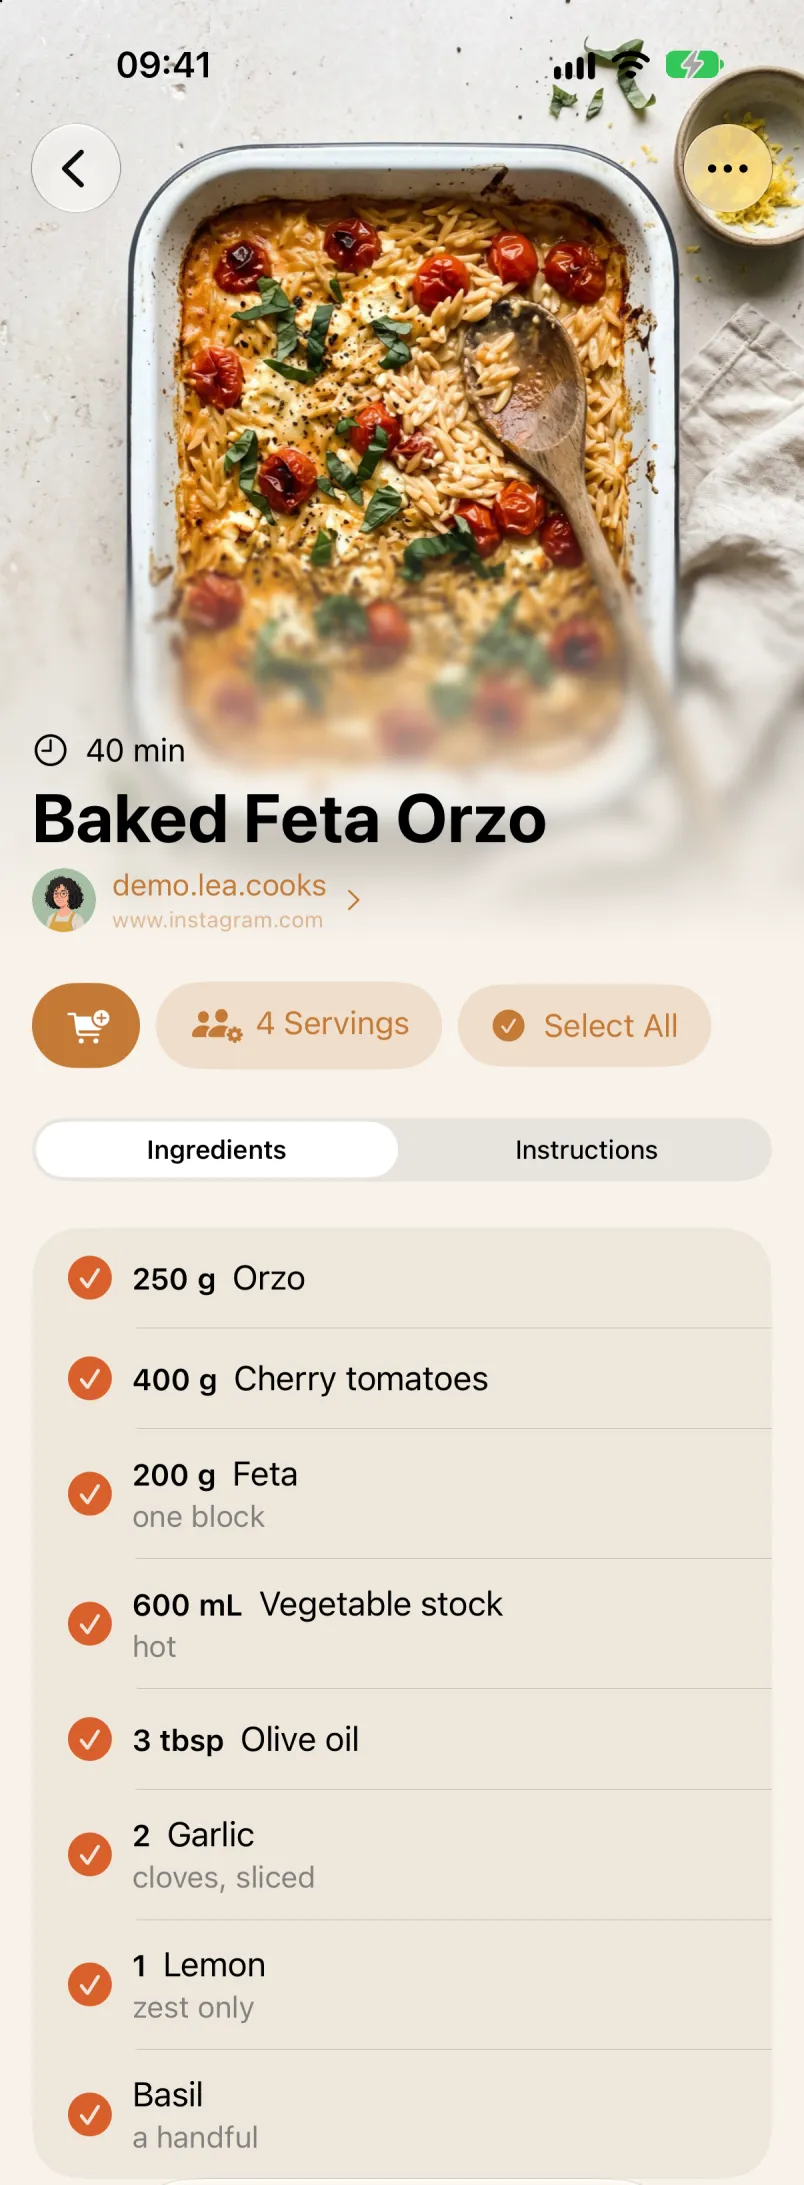 09:41
40 min
Baked Feta Orzo
demo.lea.cooks
www.instagram.com
4 Servings
Select All
Ingredients
Instructions
250 g Orzo
400 g Cherry tomatoes
200 g Feta
one block
600 mL Vegetable stock
hot
3 tbsp Olive oil
2 Garlic
cloves, sliced
1 Lemon
zest only
Basil
a handful